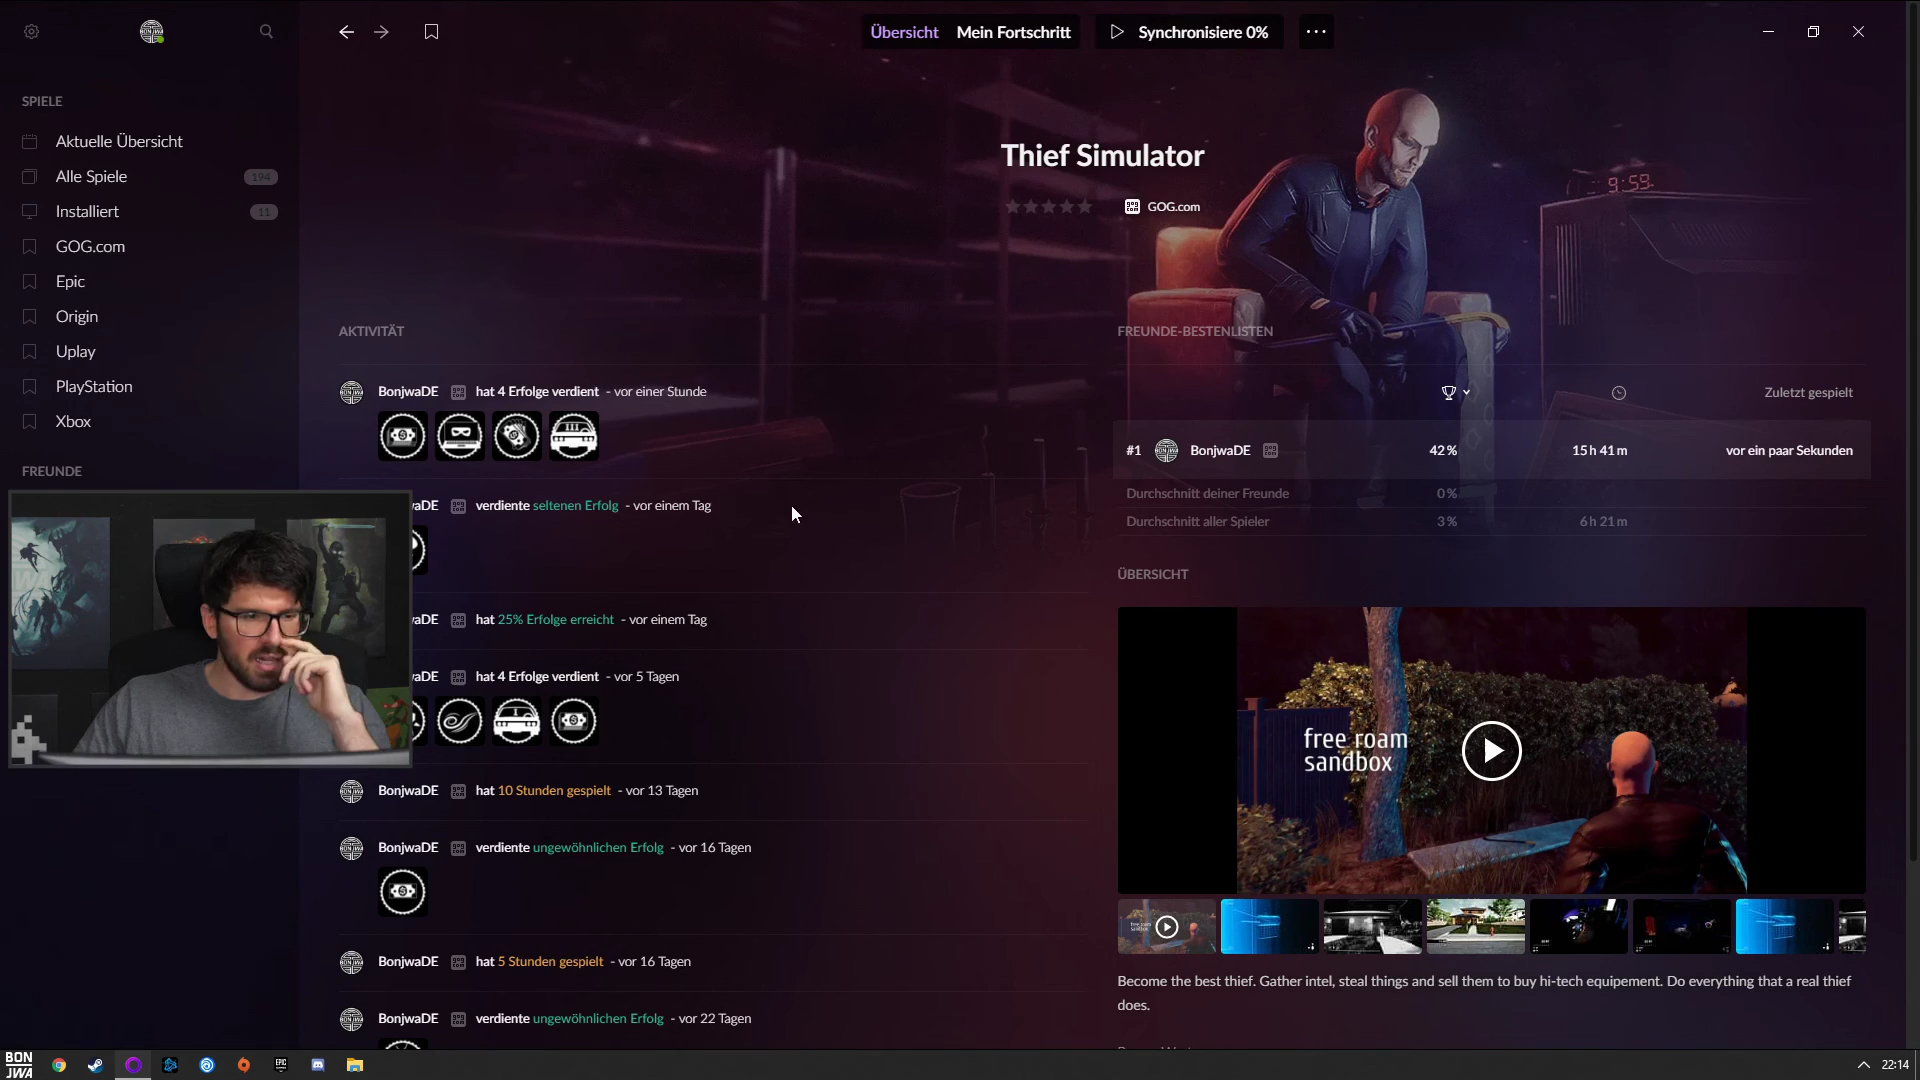 Übersicht
Mein Fortschritt
Synchronisiere 0%
SPIELE
Aktuelle Übersicht
Alle Spiele 194
Installiert 11
GOG.com
Epic
Origin
Uplay
PlayStation
Xbox
FREUNDE
Thief Simulator
GOG.com
9:59
AKTIVITÄT
BonjwaDE hat 4 Erfolge verdient - vor einer Stunde
waDE verdiente seltenen Erfolg - vor einem Tag
waDE hat 25% Erfolge erreicht - vor einem Tag
waDE hat 4 Erfolge verdient - vor 5 Tagen
BonjwaDE hat 10 Stunden gespielt - vor 13 Tagen
BonjwaDE verdiente ungewöhnlichen Erfolg - vor 16 Tagen
BonjwaDE hat 5 Stunden gespielt - vor 16 Tagen
BonjwaDE verdiente ungewöhnlichen Erfolg - vor 22 Tagen
FREUNDE-BESTENLISTEN
Zuletzt gespielt
#1 BonjwaDE 42% 15h 41m vor ein paar Sekunden
Durchschnitt deiner Freunde 0%
Durchschnitt aller Spieler 3% 6h 21m
ÜBERSICHT
free roam
sandbox
Become the best thief. Gather intel, steal things and sell them to buy hi-tech equipement. Do everything that a real thief
does.
BON
JWA
EPIC
22:14